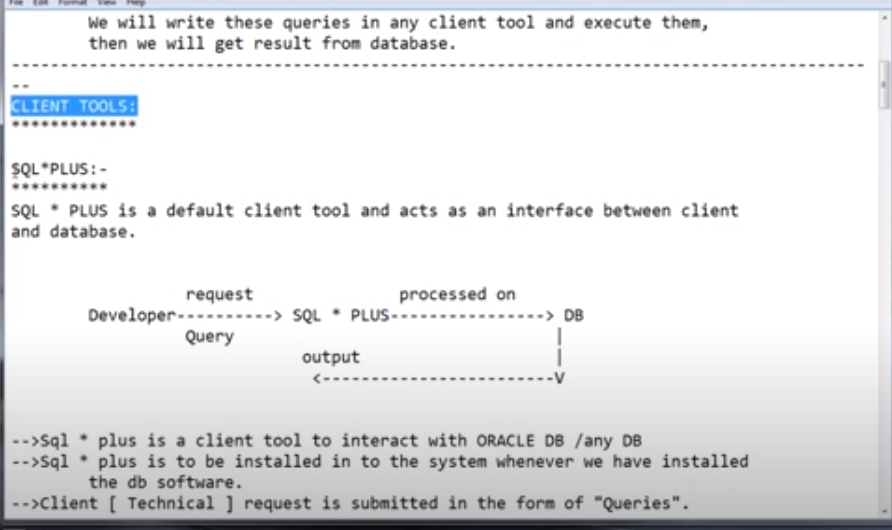 File Edit Format View Help
We will write these queries in any client tool and execute them,
then we will get result from database.
---------------------------------------------------------------------------------------
--
CLIENT TOOLS:
*************
SQL*PLUS:-
**********
SQL * PLUS is a default client tool and acts as an interface between client
and database.
request processed on
Developer----------> SQL * PLUS----------------> DB
Query |
output |
<------------------------V
-->Sql * plus is a client tool to interact with ORACLE DB /any DB
-->Sql * plus is to be installed in to the system whenever we have installed
the db software.
-->Client [ Technical ] request is submitted in the form of "Queries".